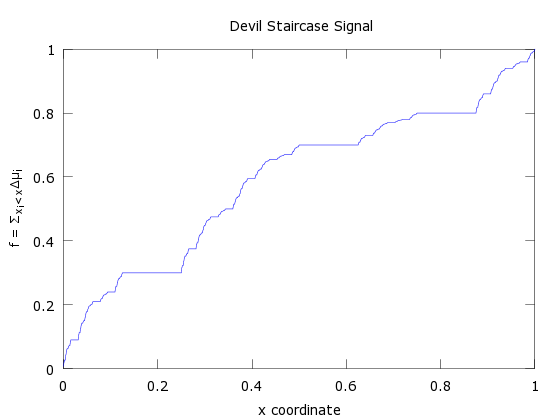 Devil Staircase Signal
1
0.8
0.6
0.4
0.2
0
f = Σxi<xΔμi
0 0.2 0.4 0.6 0.8 1
x coordinate